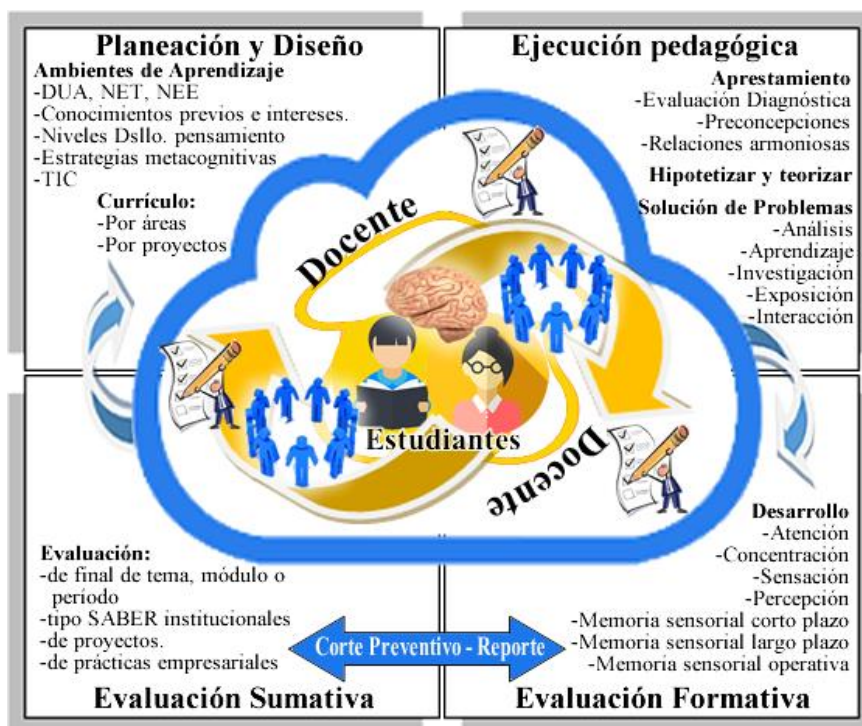 Planeación y Diseño
Ambientes de Aprendizaje
-DUA, NET, NEE
-Conocimientos previos e intereses.
-Niveles Dsllo. pensamiento
-Estrategias metacognitivas
-TIC
Currículo:
-Por áreas
-Por proyectos
Ejecución pedagógica
Aprestamiento
-Evaluación Diagnóstica
-Preconcepciones
-Relaciones armoniosas
Hipotetizar y teorizar
Solución de Problemas
-Análisis
-Aprendizaje
-Investigación
-Exposición
-Interacción
Docente
Estudiantes
Docente
Evaluación:
-de final de tema, módulo o
período
-tipo SABER institucionales
-de proyectos.
-de prácticas empresariales
Evaluación Sumativa
Corte Preventivo - Reporte
Desarrollo
-Atención
-Concentración
-Sensación
-Percepción
-Memoria sensorial corto plazo
-Memoria sensorial largo plazo
-Memoria sensorial operativa
Evaluación Formativa